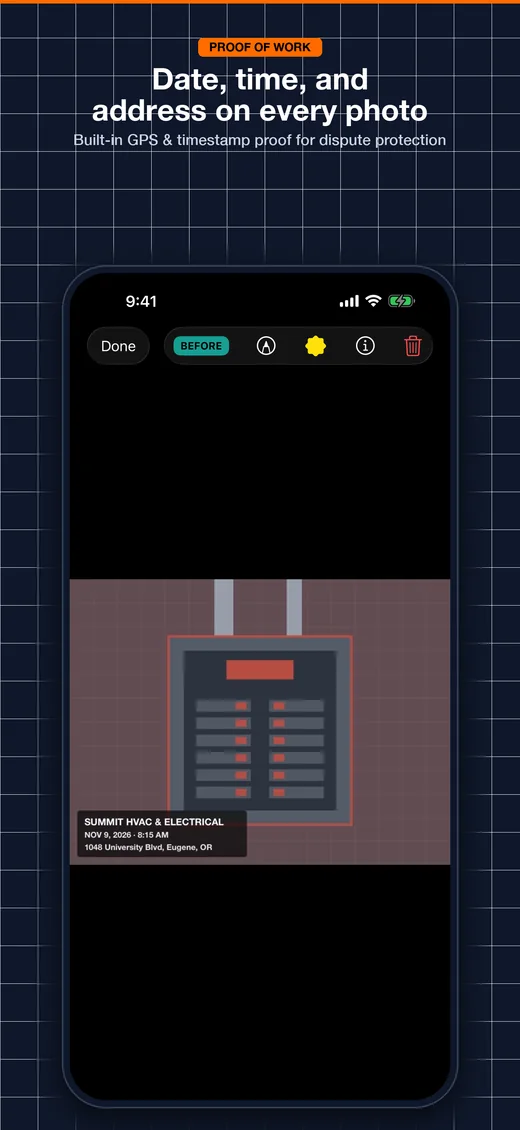 PROOF OF WORK
Date, time, and
address on every photo
Built-in GPS & timestamp proof for dispute protection
9:41
Done
BEFORE
SUMMIT HVAC & ELECTRICAL
NOV 9, 2026 · 8:15 AM
1048 University Blvd, Eugene, OR